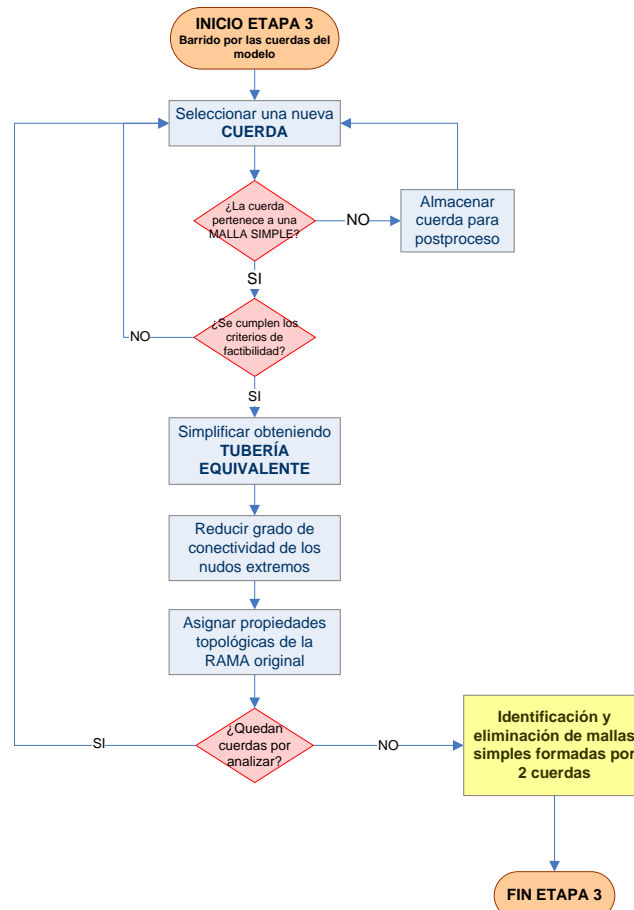 INICIO ETAPA 3
Barrido por las cuerdas del
modelo
Seleccionar una nueva
CUERDA
¿La cuerda
pertenece a una
MALLA SIMPLE?
NO
Almacenar
cuerda para
postproceso
SI
¿Se cumplen los
criterios de
factibilidad?
NO
SI
Simplificar obteniendo
TUBERÍA
EQUIVALENTE
Reducir grado de
conectividad de los
nudos extremos
Asignar propiedades
topológicas de la
RAMA original
¿Quedan
cuerdas por
analizar?
SI
NO
Identificación y
eliminación de mallas
simples formadas por
2 cuerdas
FIN ETAPA 3